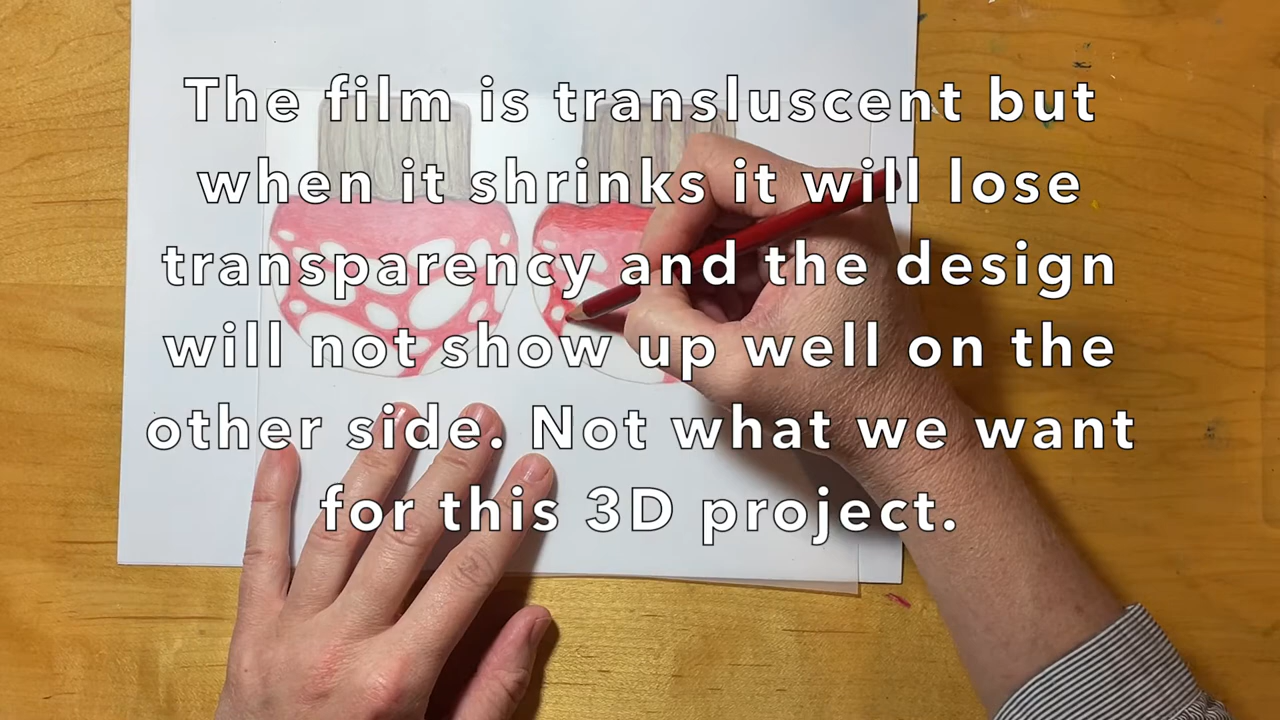 The film is transluscent but
when it shrinks it will lose
transparency and the design
will not show up well on the
other side. Not what we want
for this 3D project.